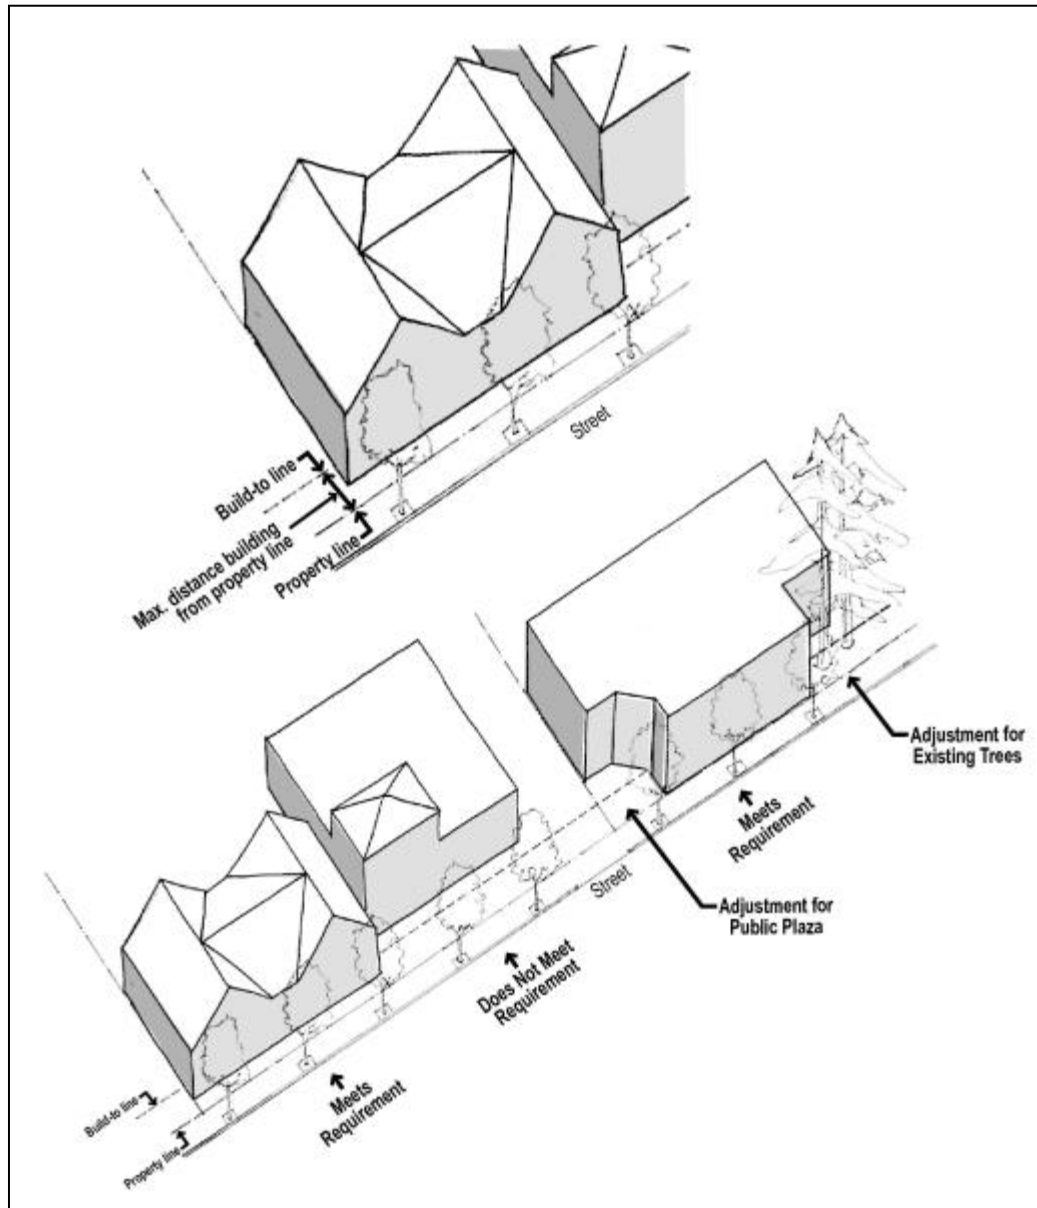 Street
Build-to line
Max. distance building
from property line
Property line
Adjustment for
Existing Trees
Meets
Requirement
Street
Adjustment for
Public Plaza
Does Not Meet
Requirement
Meets
Requirement
Build-to line
Property line